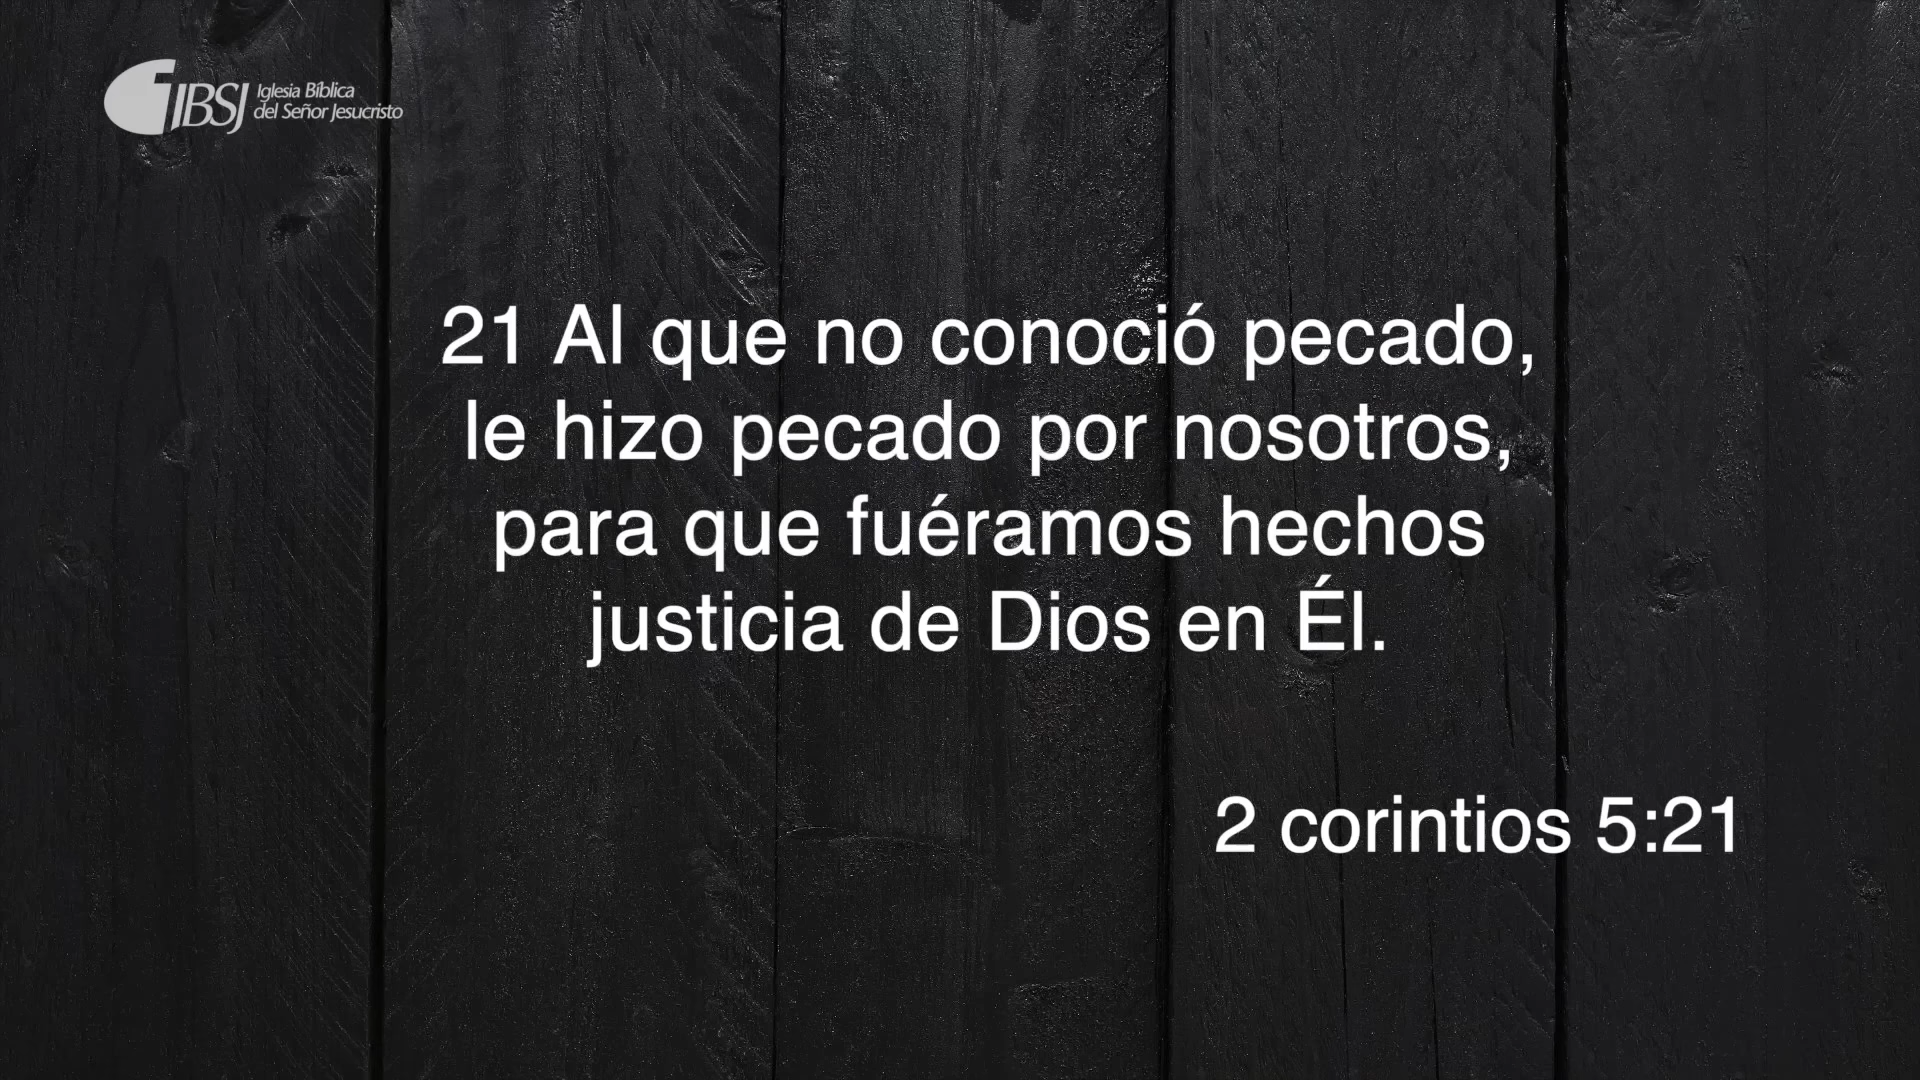 IBSJ
Iglesia Bíblica
del Señor Jesucristo
21 Al que no conoció pecado,
le hizo pecado por nosotros,
para que fuéramos hechos
justicia de Dios en Él.
2 corintios 5:21